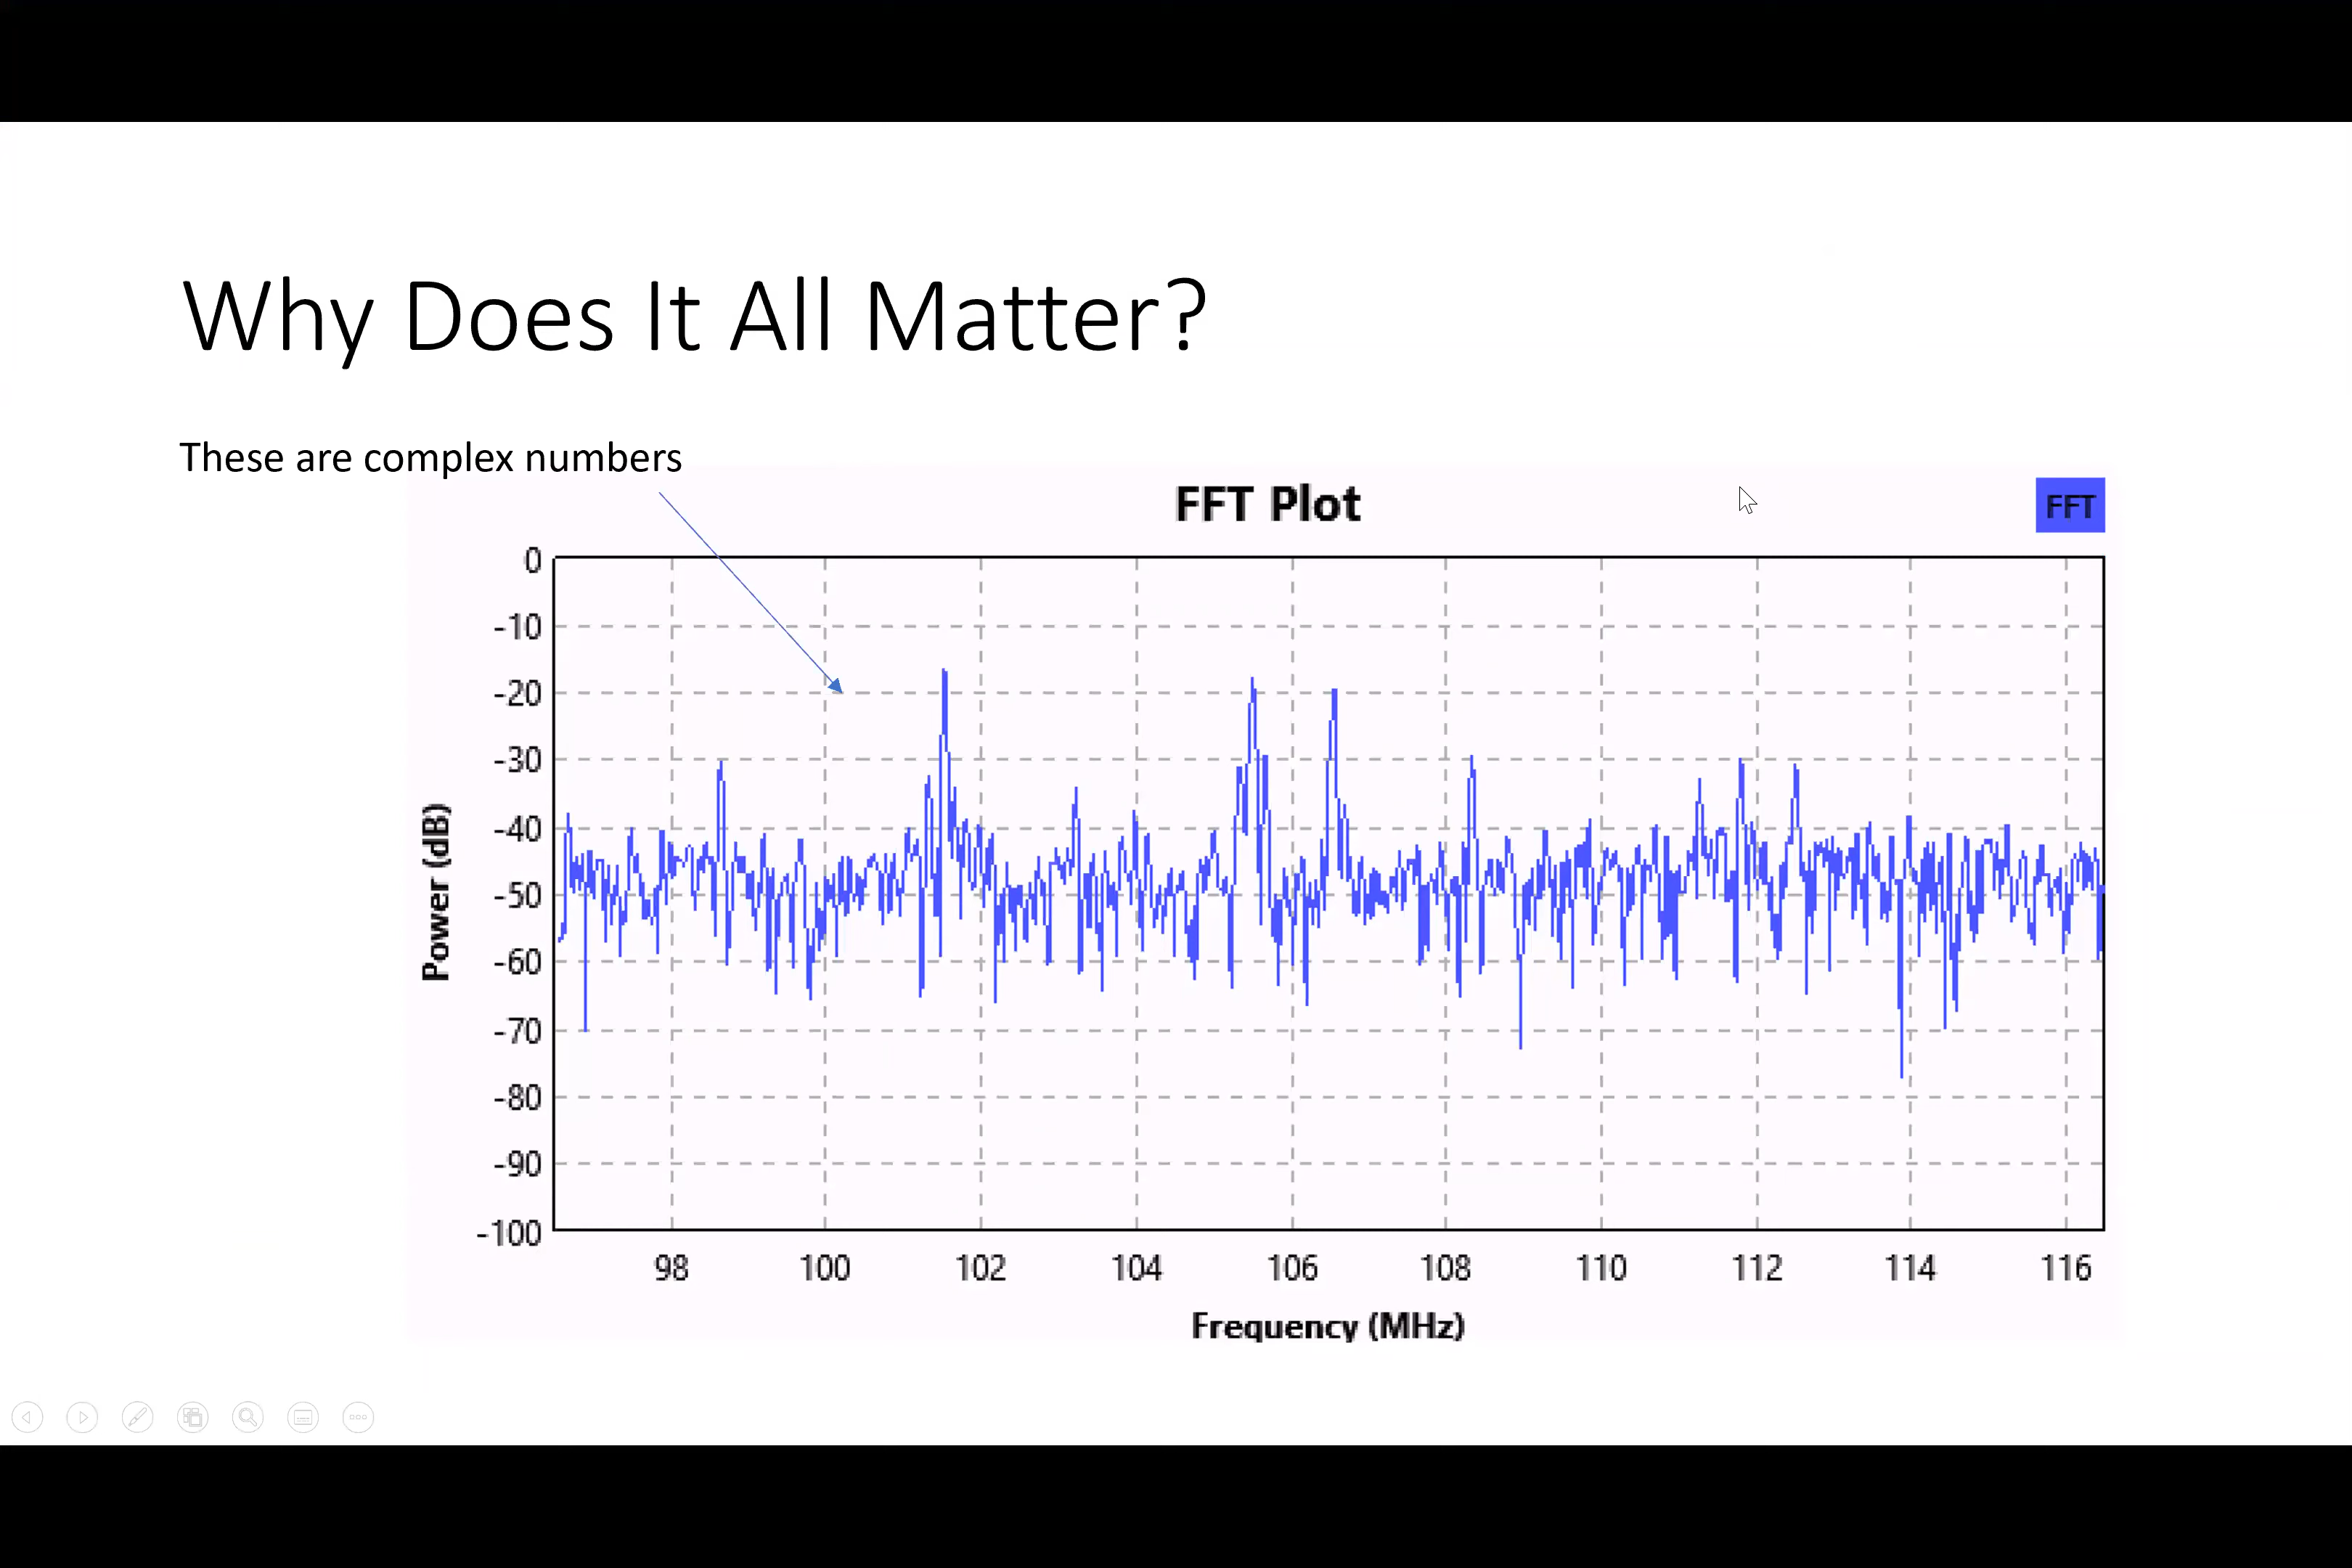 Why Does It All Matter?
These are complex numbers
FFT Plot
FFT
0
-10
-20
-30
-40
-50
-60
-70
-80
-90
-100
Power (dB)
98 100 102 104 106 108 110 112 114 116
Frequency (MHz)